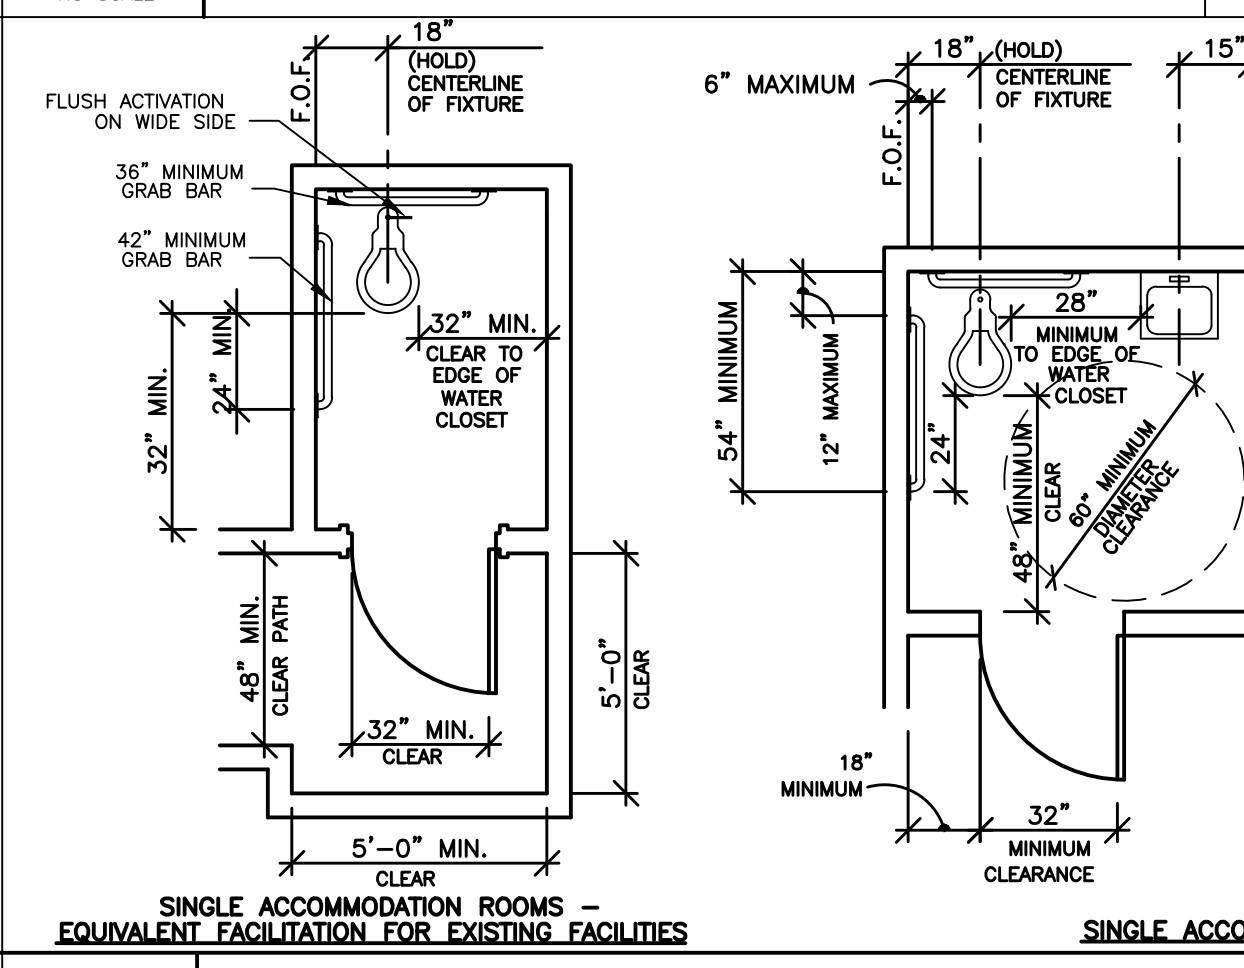 18"
(HOLD)
CENTERLINE
OF FIXTURE
F.O.F.
FLUSH ACTIVATION
ON WIDE SIDE
36" MINIMUM
GRAB BAR
42" MINIMUM
GRAB BAR
32" MIN.
CLEAR TO
EDGE OF
WATER
CLOSET
24" MIN.
32" MIN.
48" MIN.
CLEAR PATH
32" MIN.
CLEAR
5'-0"
CLEAR
5'-0" MIN.
CLEAR
SINGLE ACCOMMODATION ROOMS –
EQUIVALENT FACILITATION FOR EXISTING FACILITIES
18"
(HOLD)
CENTERLINE
OF FIXTURE
15"
6" MAXIMUM
F.O.F.
54" MINIMUM
12" MAXIMUM
28"
MINIMUM
TO EDGE OF
WATER
CLOSET
24"
48" MINIMUM
CLEAR
60" MINIMUM
DIAMETER
CLEARANCE
18"
MINIMUM
32"
MINIMUM
CLEARANCE
SINGLE ACCO